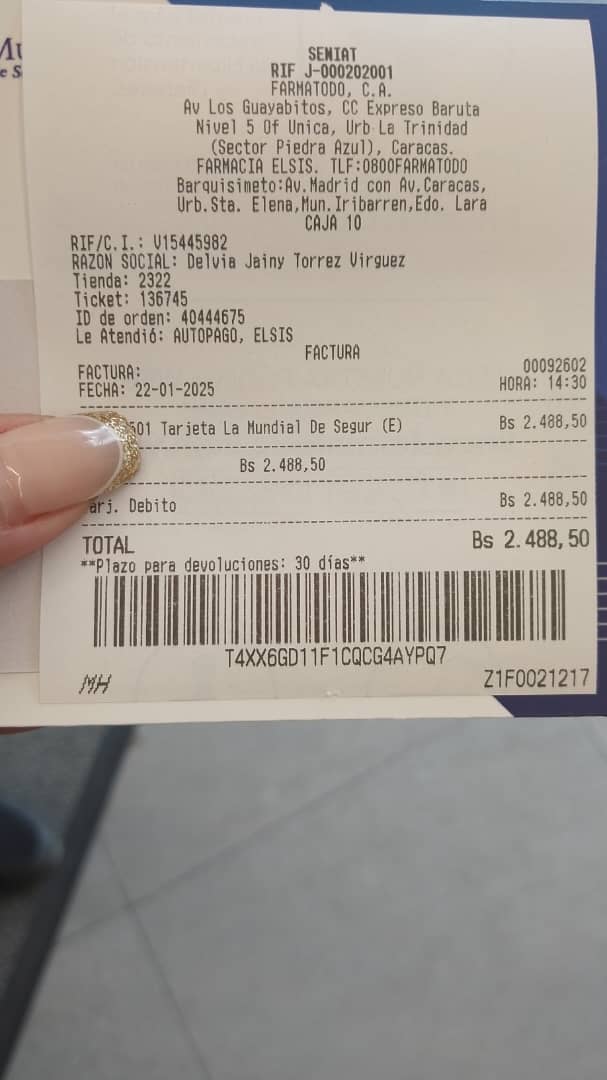 SENIAT
RIF J-000202001
FARMATODO, C.A.
Av Los Guayabitos, CC Expreso Baruta
Nivel 5 Of Unica, Urb La Trinidad
(Sector Piedra Azul), Caracas.
FARMACIA ELSIS. TLF:0800FARMATODO
Barquisimeto:Av.Madrid con Av.Caracas,
Urb.Sta. Elena,Mun.Iribarren,Edo. Lara
CAJA 10
RIF/C.I.: V15445982
RAZON SOCIAL: Delvia Jainy Torrez Virguez
Tienda: 2322
Ticket: 136745
ID de orden: 40444675
Le Atendió: AUTOPAGO, ELSIS
FACTURA
FACTURA: 00092602
FECHA: 22-01-2025 HORA: 14:30
501 Tarjeta La Mundial De Segur (E) Bs 2.488,50
Bs 2.488,50
arj. Debito Bs 2.488,50
TOTAL Bs 2.488,50
**Plazo para devoluciones: 30 días**
T4XX6GD11F1CQCG4AYPQ7
MH Z1F0021217